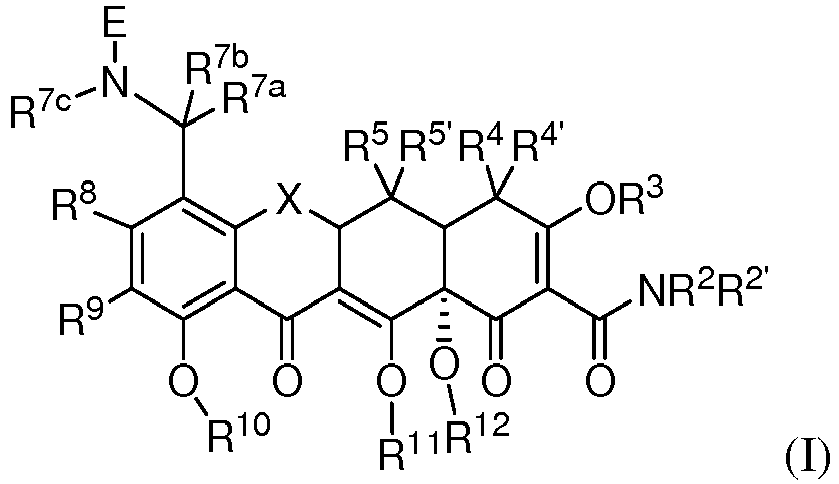 E
N R⁷ᵇ
R⁷ᶜ R⁷ᵃ
R⁵ R⁵' R⁴ R⁴'
R⁸ X OR³
R⁹ NR²R²'
O O O O O O
R¹⁰ R¹¹ R¹²
(I)